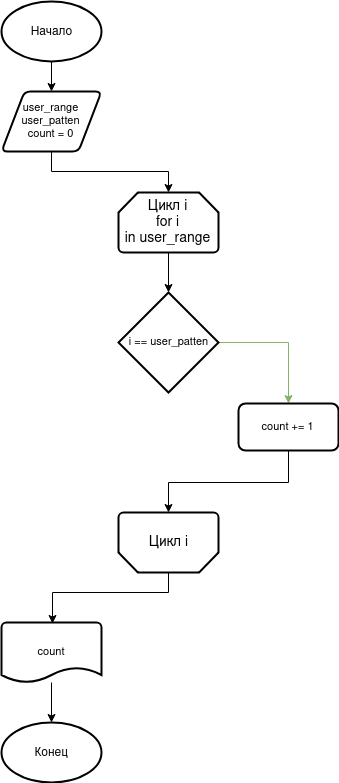 Начало
user_range
user_patten
count = 0
Цикл i
for i
in user_range
i == user_patten
count += 1
Цикл i
count
Конец